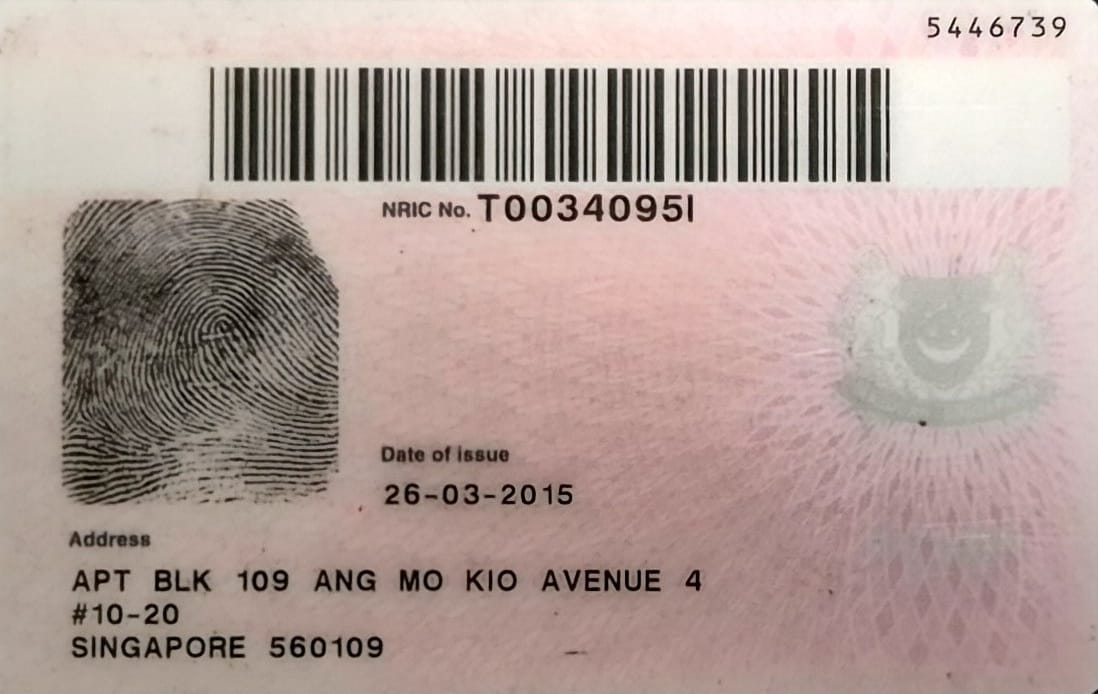 5446739
NRIC No. T0034095I
Date of issue
26-03-2015
Address
APT BLK 109 ANG MO KIO AVENUE 4
#10-20
SINGAPORE 560109